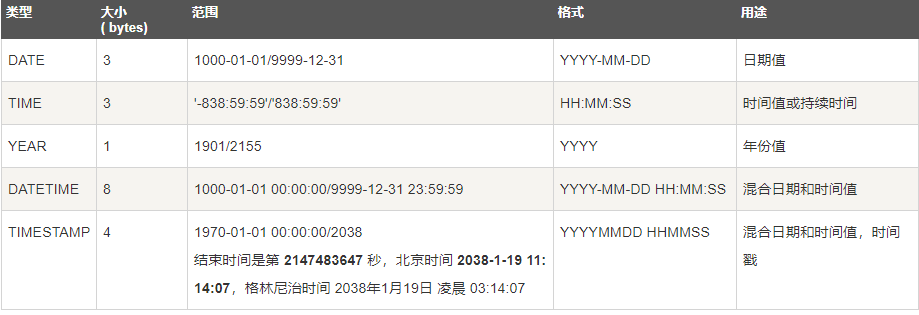 类型 大小 范围 格式 用途
( bytes)
DATE 3 1000-01-01/9999-12-31 YYYY-MM-DD 日期值
TIME 3 '-838:59:59'/'838:59:59' HH:MM:SS 时间值或持续时间
YEAR 1 1901/2155 YYYY 年份值
DATETIME 8 1000-01-01 00:00:00/9999-12-31 23:59:59 YYYY-MM-DD HH:MM:SS 混合日期和时间值
TIMESTAMP 4 1970-01-01 00:00:00/2038 YYYYMMDD HHMMSS 混合日期和时间值，时间
结束时间是第 2147483647 秒，北京时间 2038-1-19 11: 戳
14:07，格林尼治时间 2038年1月19日 凌晨 03:14:07